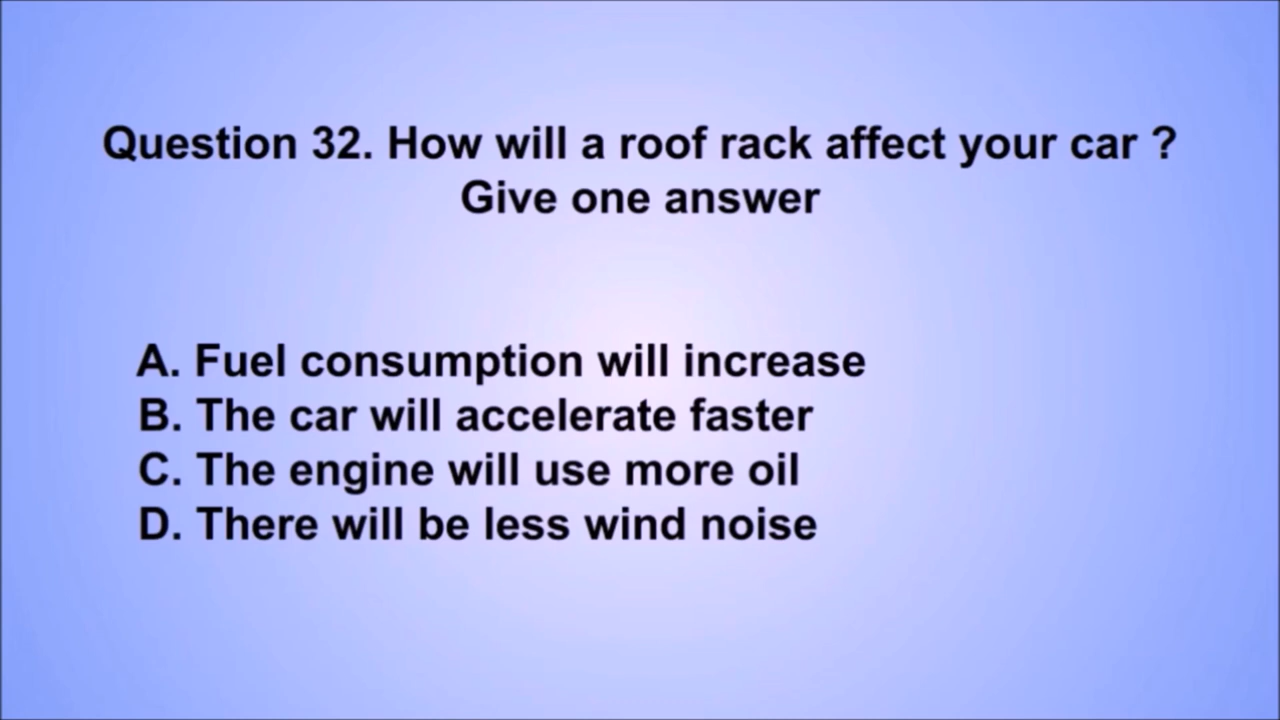 Question 32. How will a roof rack affect your car ?
Give one answer
A. Fuel consumption will increase
B. The car will accelerate faster
C. The engine will use more oil
D. There will be less wind noise